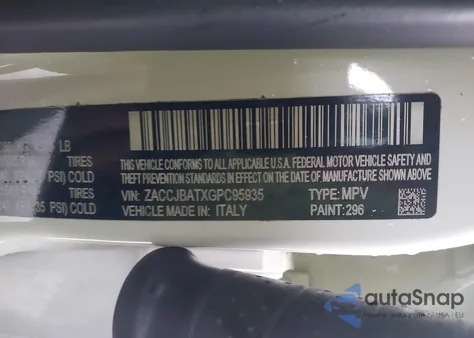 LB
TIRES
PSI) COLD
TIRES
35 PSI) COLD
THIS VEHICLE CONFORMS TO ALL APPLICABLE U.S.A. FEDERAL MOTOR VEHICLE SAFETY AND
THEFT PREVENTION STANDARDS IN EFFECT ON THE DATE OF MANUFACTURE SHOWN ABOVE.
VIN: ZACCJBATXGPC95935 TYPE: MPV
VEHICLE MADE IN: ITALY PAINT: 296
autoSnap